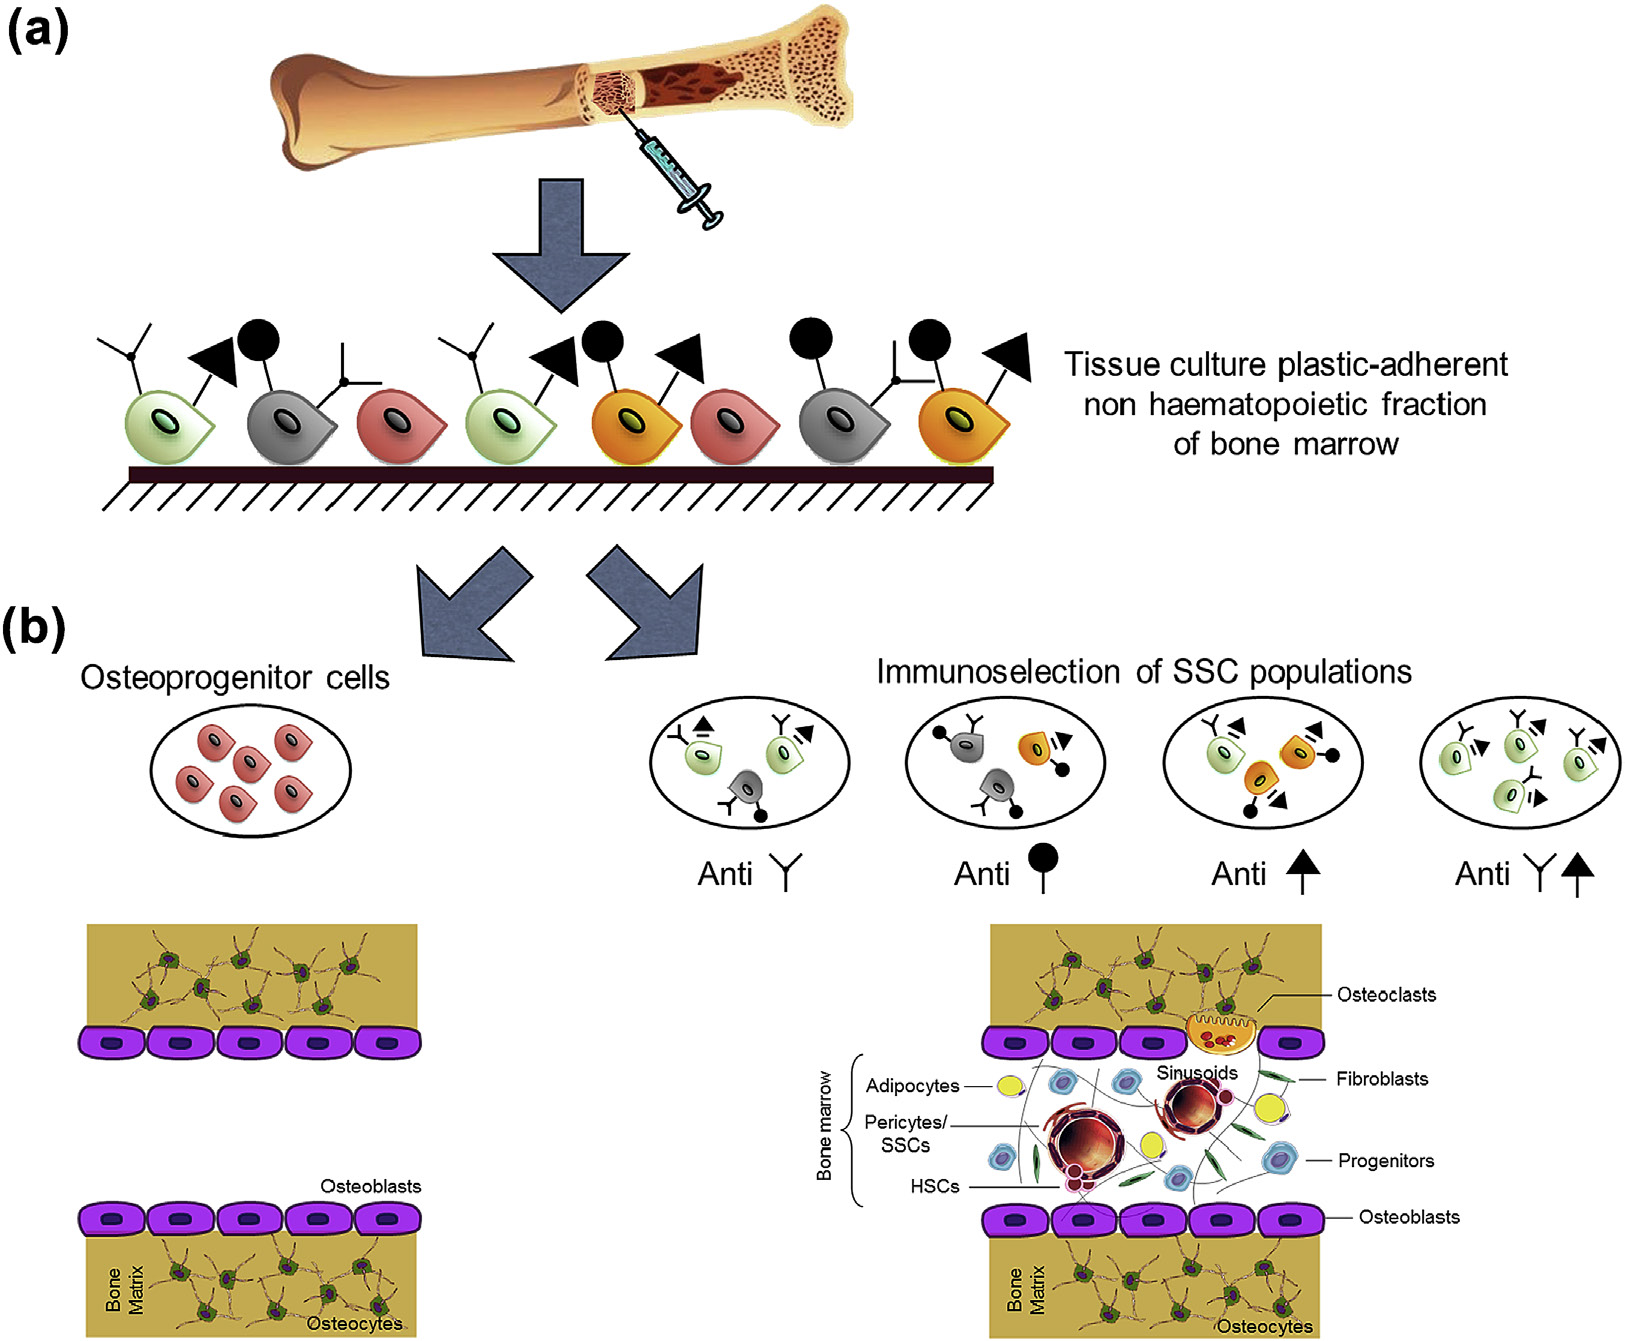 (a)
Tissue culture plastic-adherent
non haematopoietic fraction
of bone marrow
(b)
Osteoprogenitor cells
Immunoselection of SSC populations
Anti
Anti
Anti
Anti
Osteoblasts
Bone
Matrix
Osteocytes
Osteoclasts
Sinusoids
Fibroblasts
Bone marrow
Adipocytes
Pericytes/
SSCs
Progenitors
HSCs
Osteoblasts
Bone
Matrix
Osteocytes